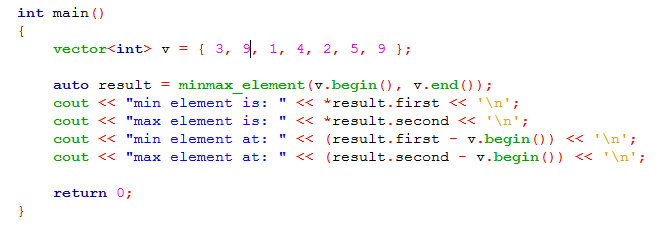 int main()
{
    vector<int> v = { 3, 9, 1, 4, 2, 5, 9 };
    auto result = minmax_element(v.begin(), v.end());
    cout << "min element is: " << *result.first << '\n';
    cout << "max element is: " << *result.second << '\n';
    cout << "min element at: " << (result.first - v.begin()) << '\n';
    cout << "max element at: " << (result.second - v.begin()) << '\n';
    return 0;
}